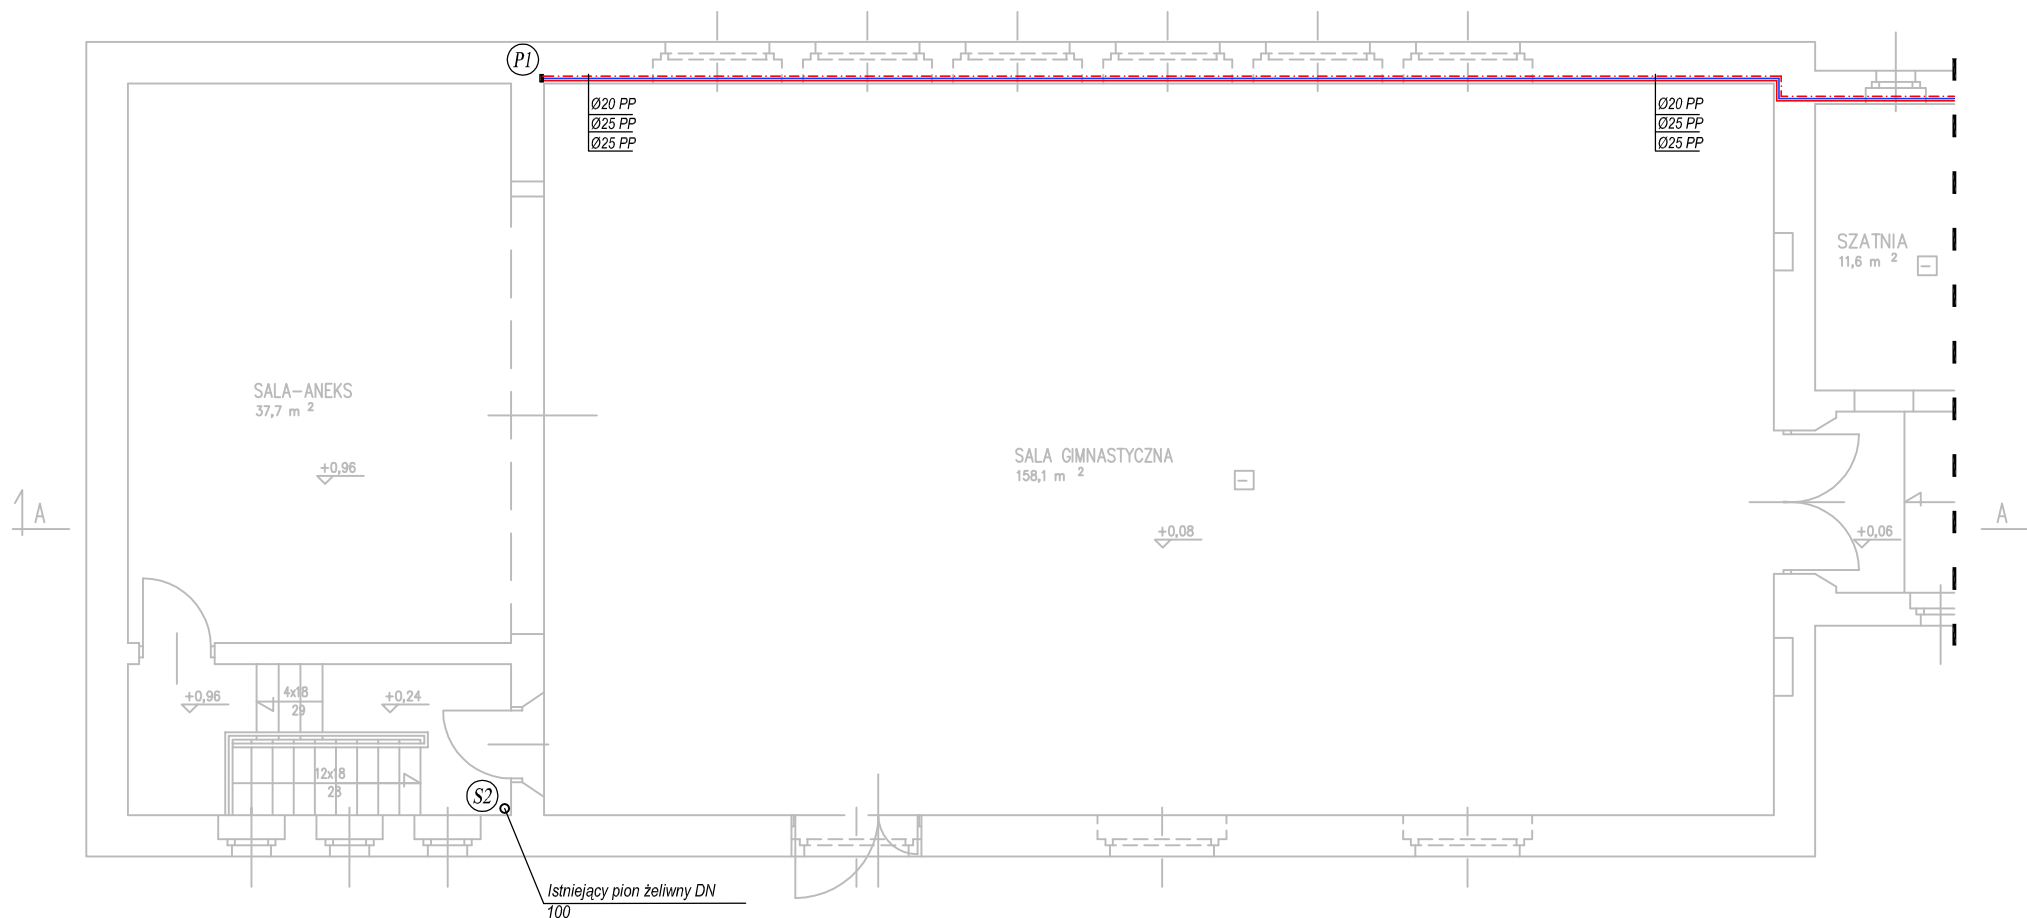 P1
Ø20 PP
Ø25 PP
Ø25 PP
Ø20 PP
Ø25 PP
Ø25 PP
SZATNIA
11,6 m 2
SALA-ANEKS
37,7 m 2
+0,96
SALA GIMNASTYCZNA
158,1 m 2
+0,08
+0,06
A
A
+0,96
4x18
29
+0,24
12x18
28
S2
Istniejący pion żeliwny DN
100